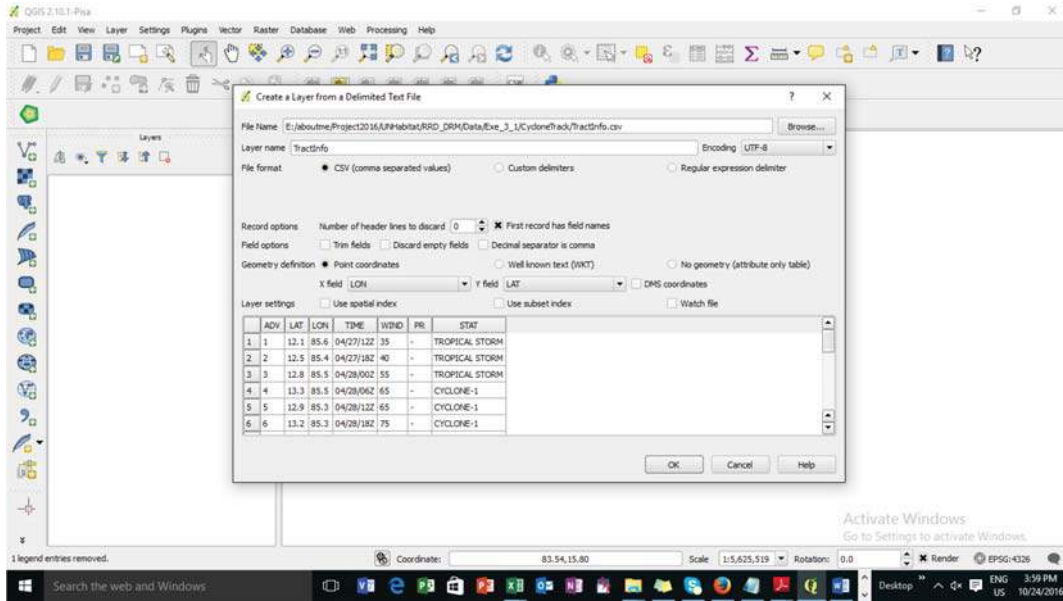 QGIS 2.10.1-Pisa
Project Edit View Layer Settings Plugins Vector Raster Database Web Processing Help
Create a Layer from a Delimited Text File
File Name E:/aboutme/Project2016/UNHabitat/RRD_DRM/Data/Exe_3_1/CycloneTrack/TractInfo.csv Browse...
Layers
Layer name TractInfo Encoding UTF-8
File format CSV (comma separated values) Custom delimiters Regular expression delimiter
Record options Number of header lines to discard 0 First record has field names
Field options Trim fields Discard empty fields Decimal separator is comma
Geometry definition Point coordinates Well known text (WKT) No geometry (attribute only table)
X field LON Y field LAT DMS coordinates
Layer settings Use spatial index Use subset index Watch file
ADV LAT LON TIME WIND PR STAT
1 1 12.1 85.6 04/27/12Z 35 - TROPICAL STORM
2 2 12.5 85.4 04/27/18Z 40 - TROPICAL STORM
3 3 12.8 85.5 04/28/00Z 55 - TROPICAL STORM
4 4 13.3 85.5 04/28/06Z 65 - CYCLONE-1
5 5 12.9 85.3 04/28/12Z 65 - CYCLONE-1
6 6 13.2 85.3 04/28/18Z 75 - CYCLONE-1
OK Cancel Help
Activate Windows
Go to Settings to activate Windows.
1 legend entries removed. Coordinate: 83.54,15.80 Scale 1:5,625,519 Rotation: 0.0 Render EPSG:4326
Search the web and Windows Desktop ENG 3:59 PM
US